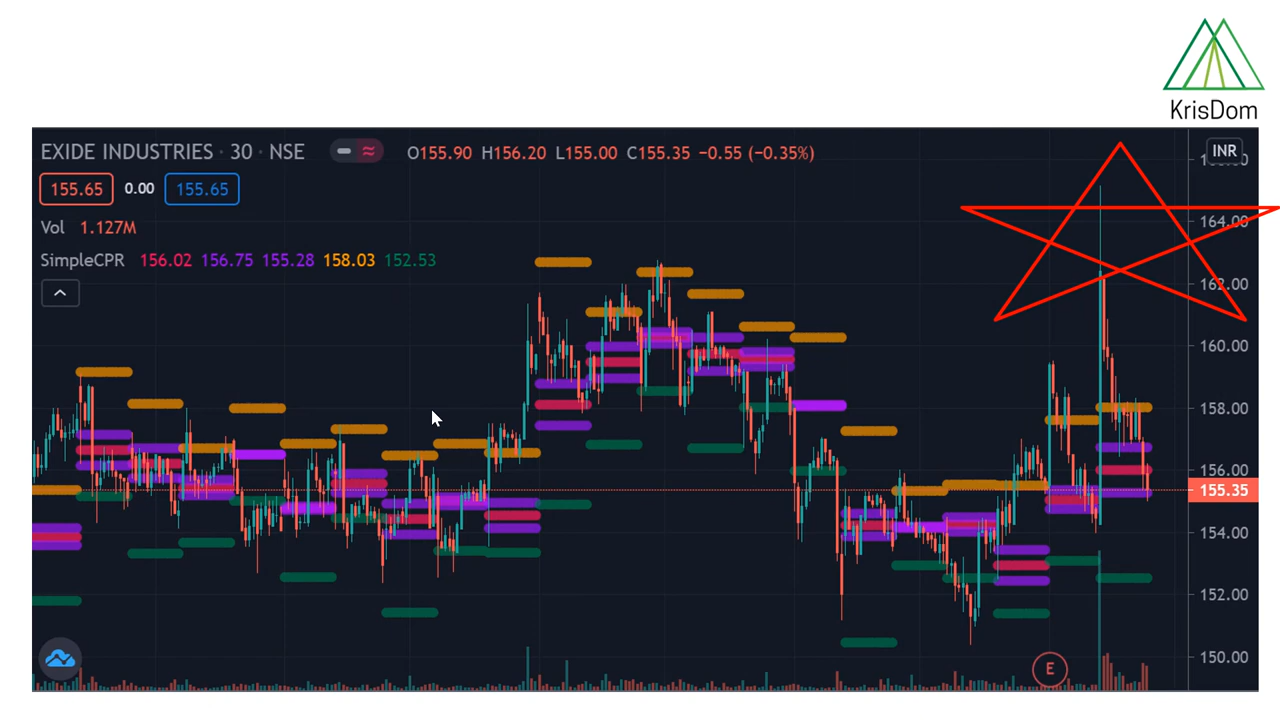 KrisDom
EXIDE INDUSTRIES · 30 · NSE
O155.90 H156.20 L155.00 C155.35 −0.55 (−0.35%)
INR
155.65 0.00 155.65
Vol 1.127M
SimpleCPR 156.02 156.75 155.28 158.03 152.53
164.00
162.00
160.00
158.00
156.00
155.35
154.00
152.00
150.00
E